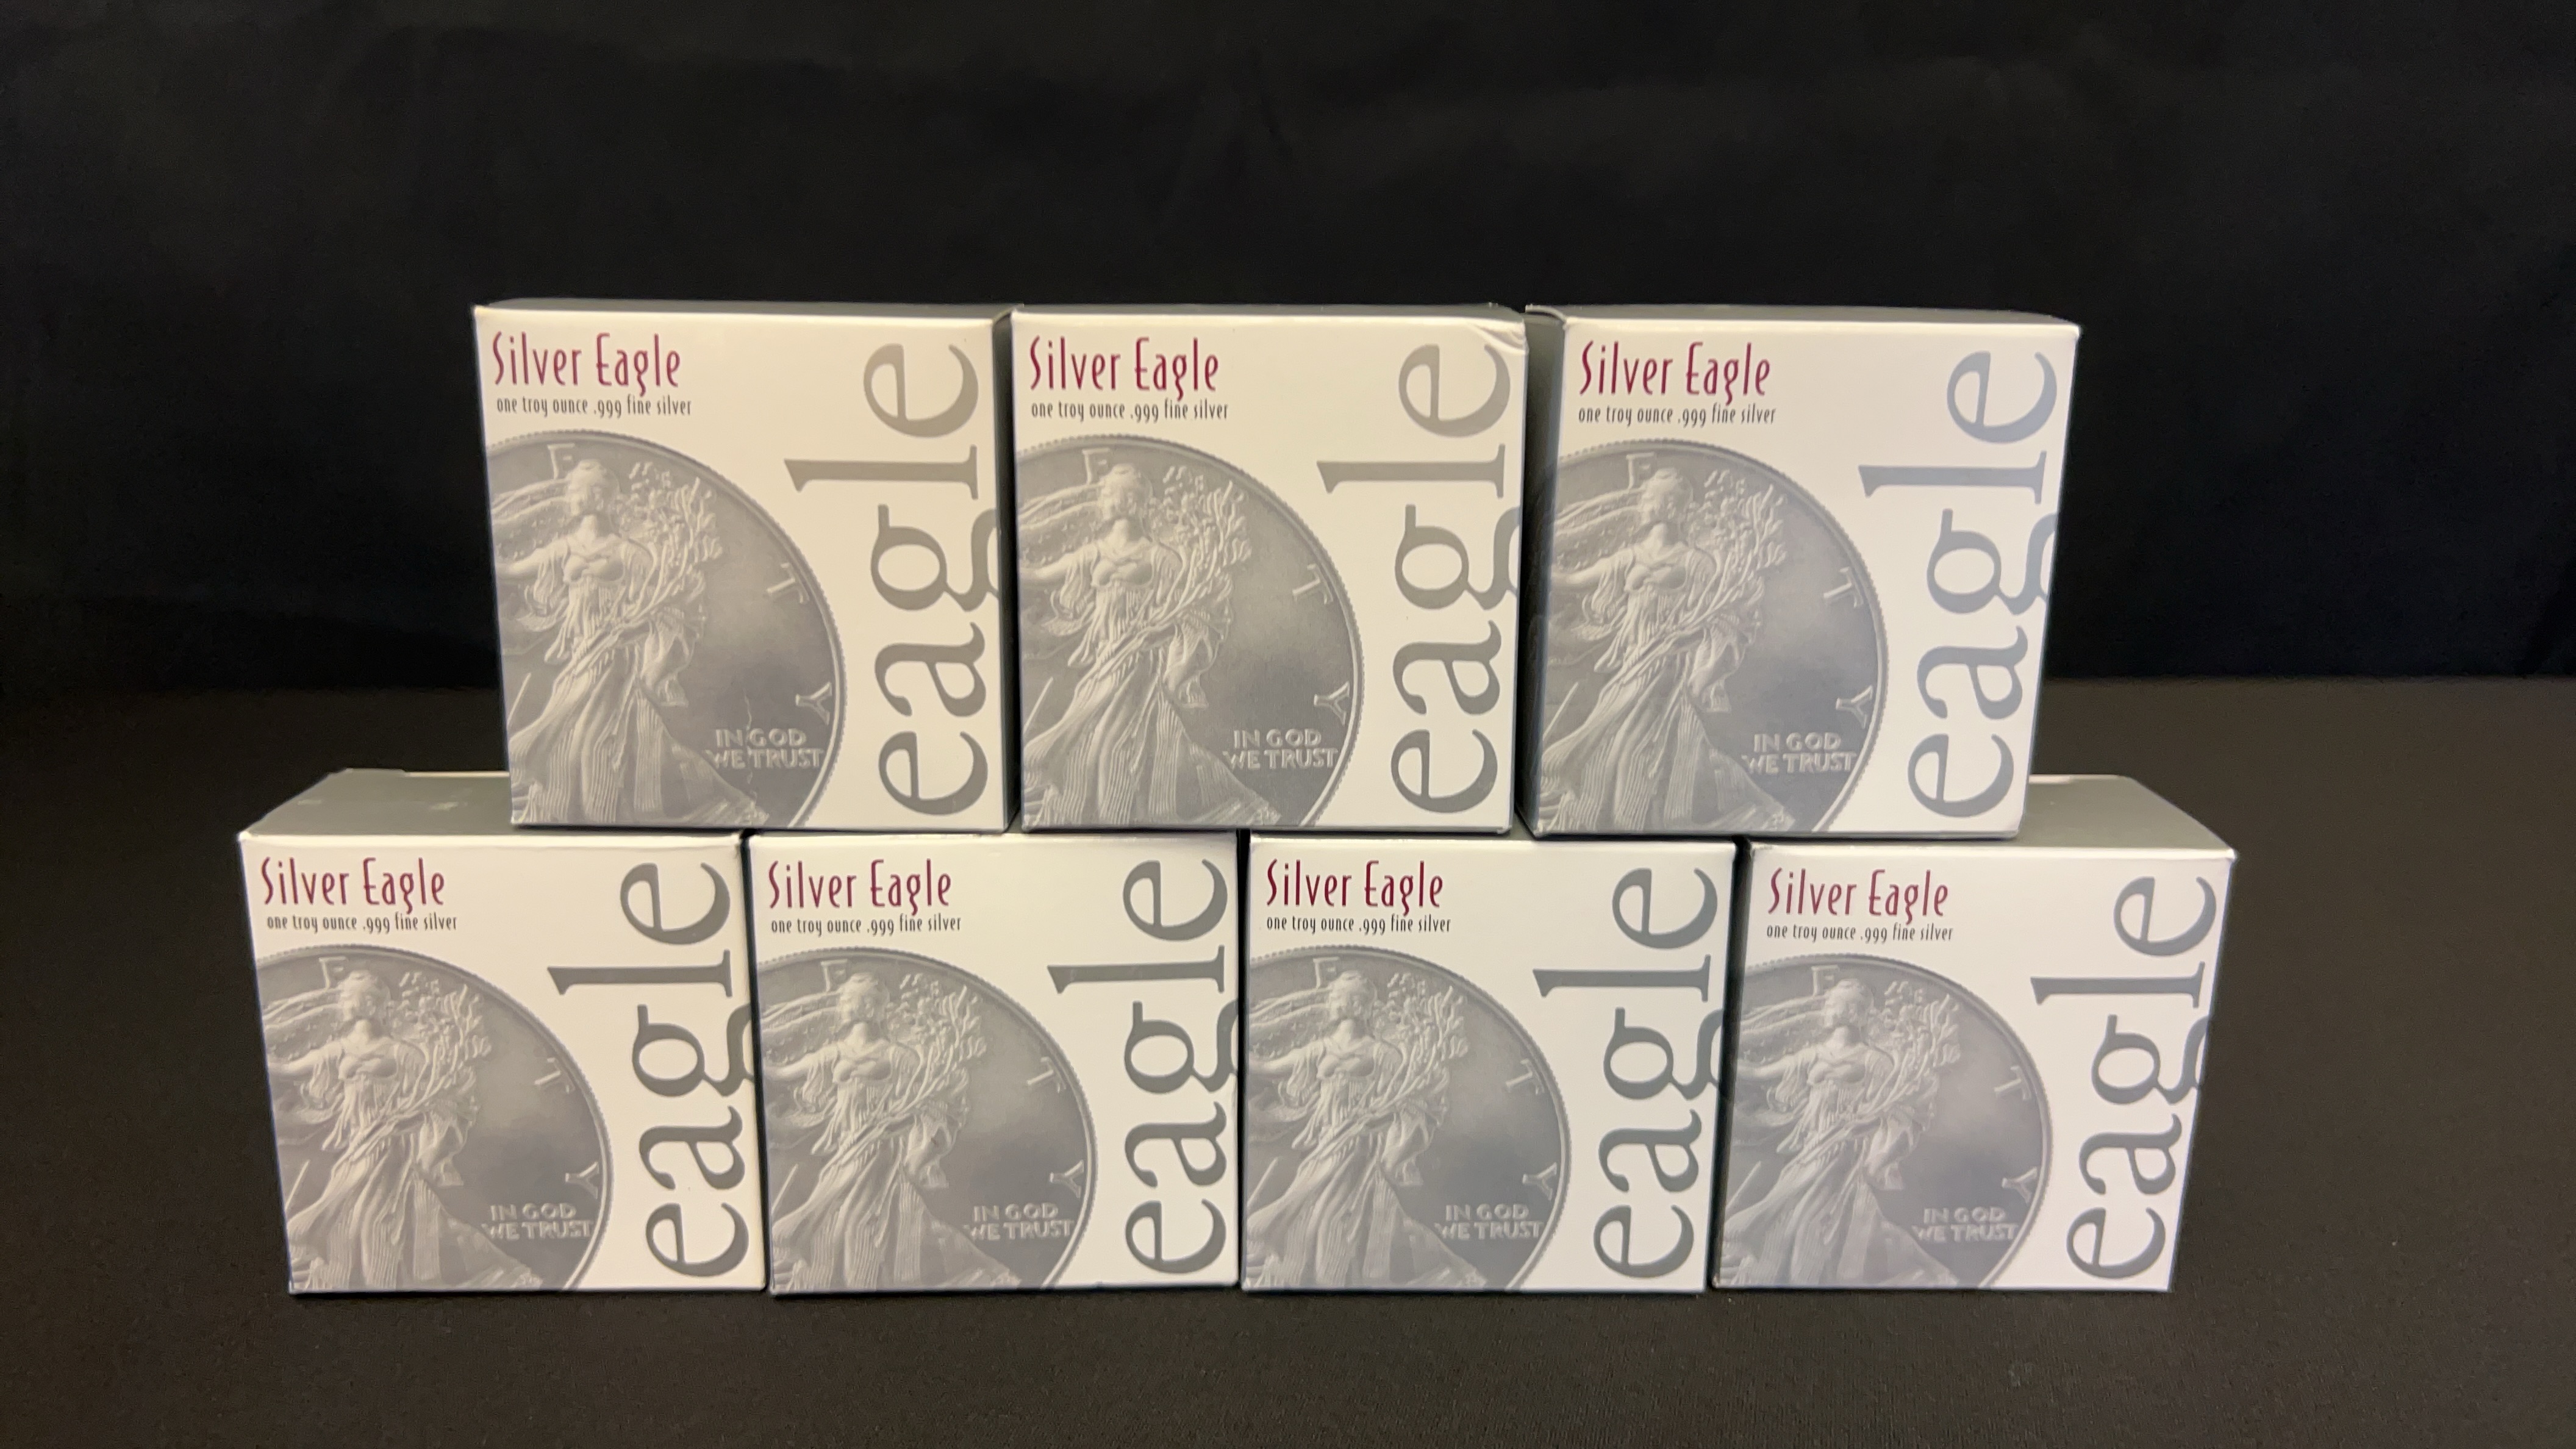 Silver Eagle
one troy ounce .999 fine silver
eagle
L
T
Y
IN GOD
WE TRUST
Silver Eagle
one troy ounce .999 fine silver
eagle
L
T
Y
IN GOD
WE TRUST
Silver Eagle
one troy ounce .999 fine silver
eagle
L
T
Y
IN GOD
WE TRUST
Silver Eagle
one troy ounce .999 fine silver
eagle
L
T
Y
IN GOD
WE TRUST
Silver Eagle
one troy ounce .999 fine silver
eagle
L
T
Y
IN GOD
WE TRUST
Silver Eagle
one troy ounce .999 fine silver
eagle
L
T
Y
IN GOD
WE TRUST
Silver Eagle
one troy ounce .999 fine silver
eagle
L
T
Y
IN GOD
WE TRUST